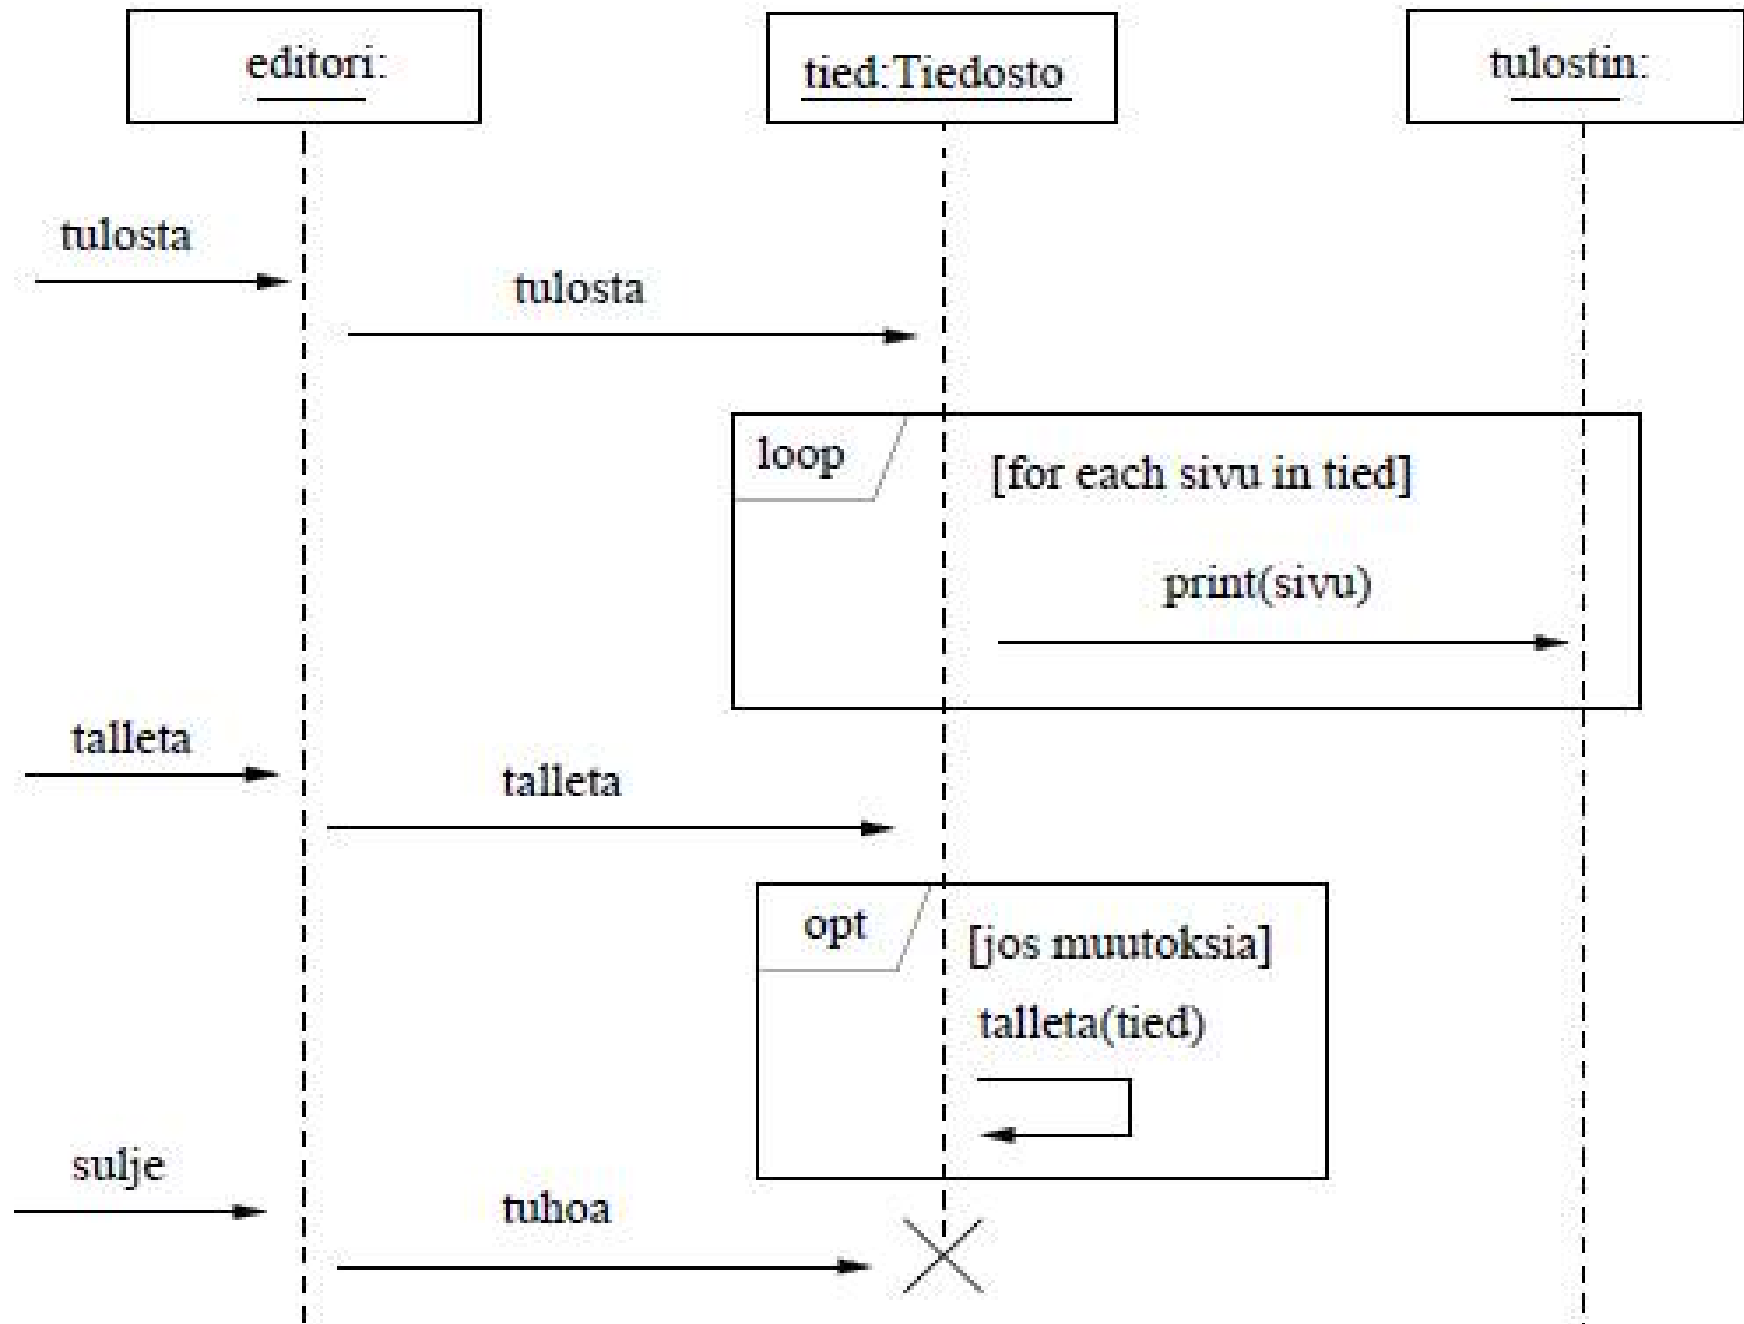 editori:
tied:Tiedosto
tulostin:
tulosta
tulosta
loop
[for each sivu in tied]
print(sivu)
talleta
talleta
opt
[jos muutoksia]
talleta(tied)
sulje
tuhoa